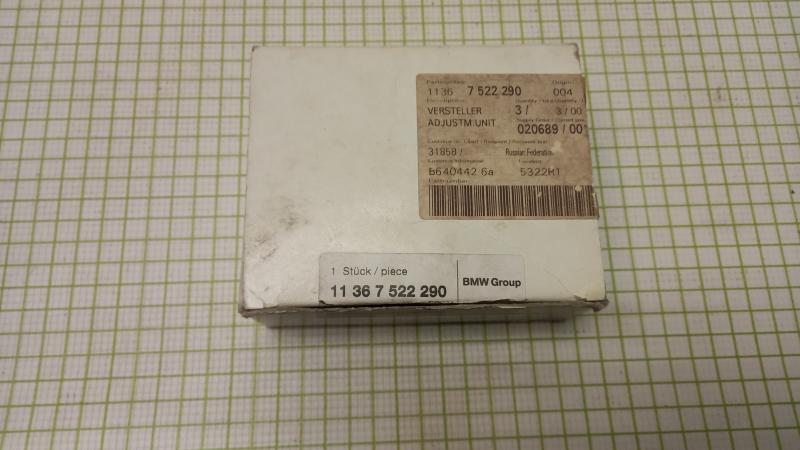 1136 7 522 290 004
VERSTELLER 3 / 3 / 00
ADJUSTM.UNIT 020689 / 00
31858 / Russian Federation
B640442 6a 5322H1
1 Stück / piece
11 36 7 522 290
BMW Group